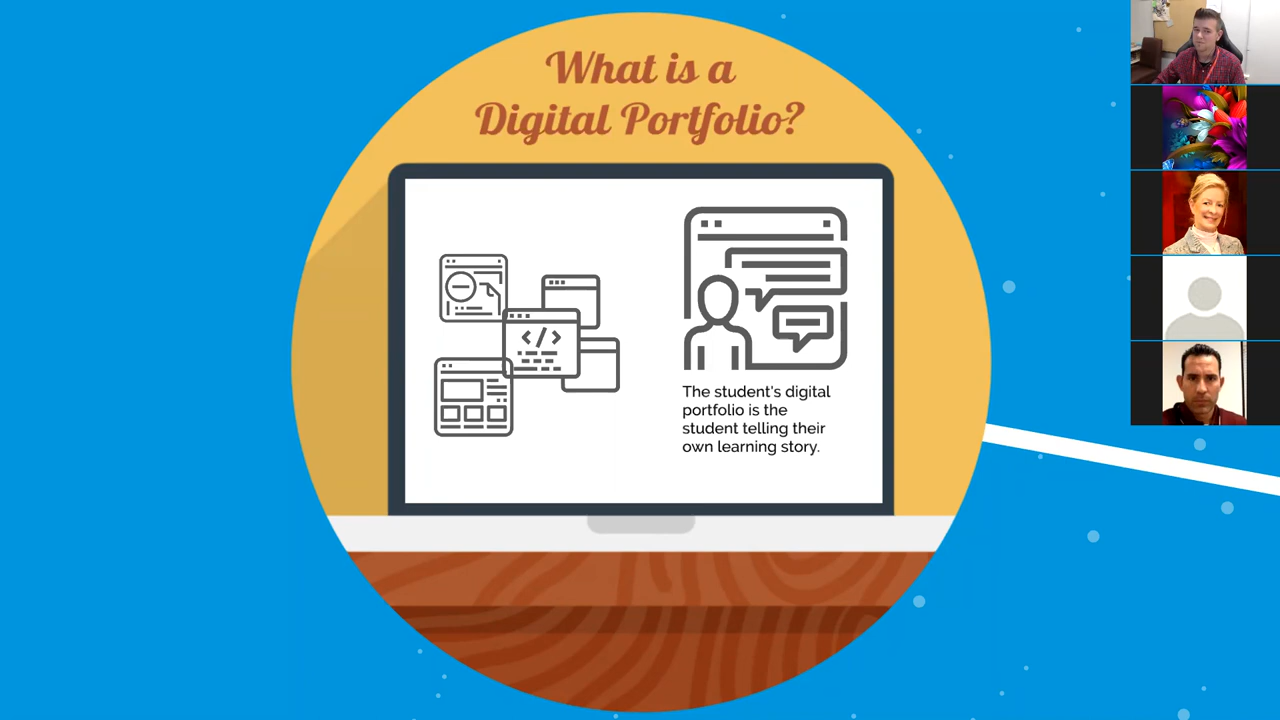 What is a
Digital Portfolio?
</>
The student's digital
portfolio is the
student telling their
own learning story.